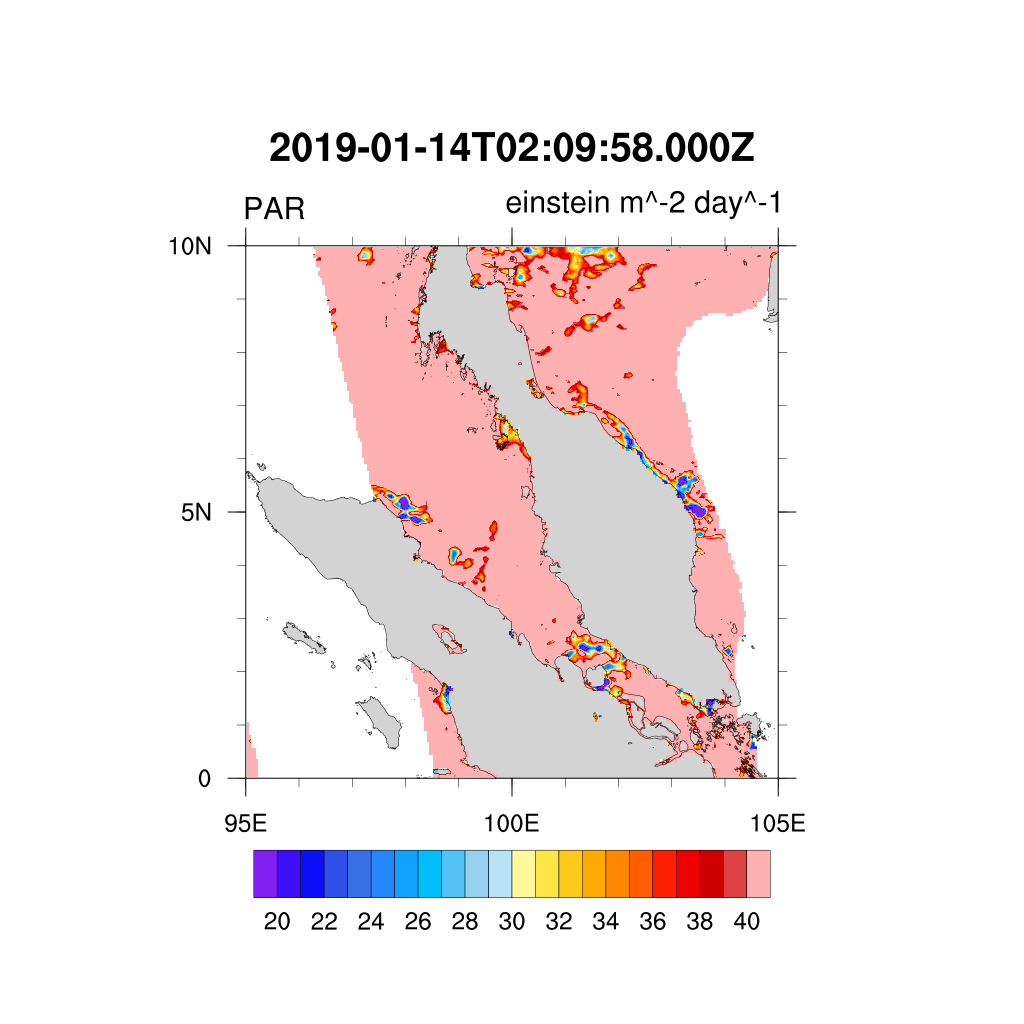 2019-01-14T02:09:58.000Z
PAR einstein m^-2 day^-1
10N
5N
0
95E 100E 105E
20 22 24 26 28 30 32 34 36 38 40